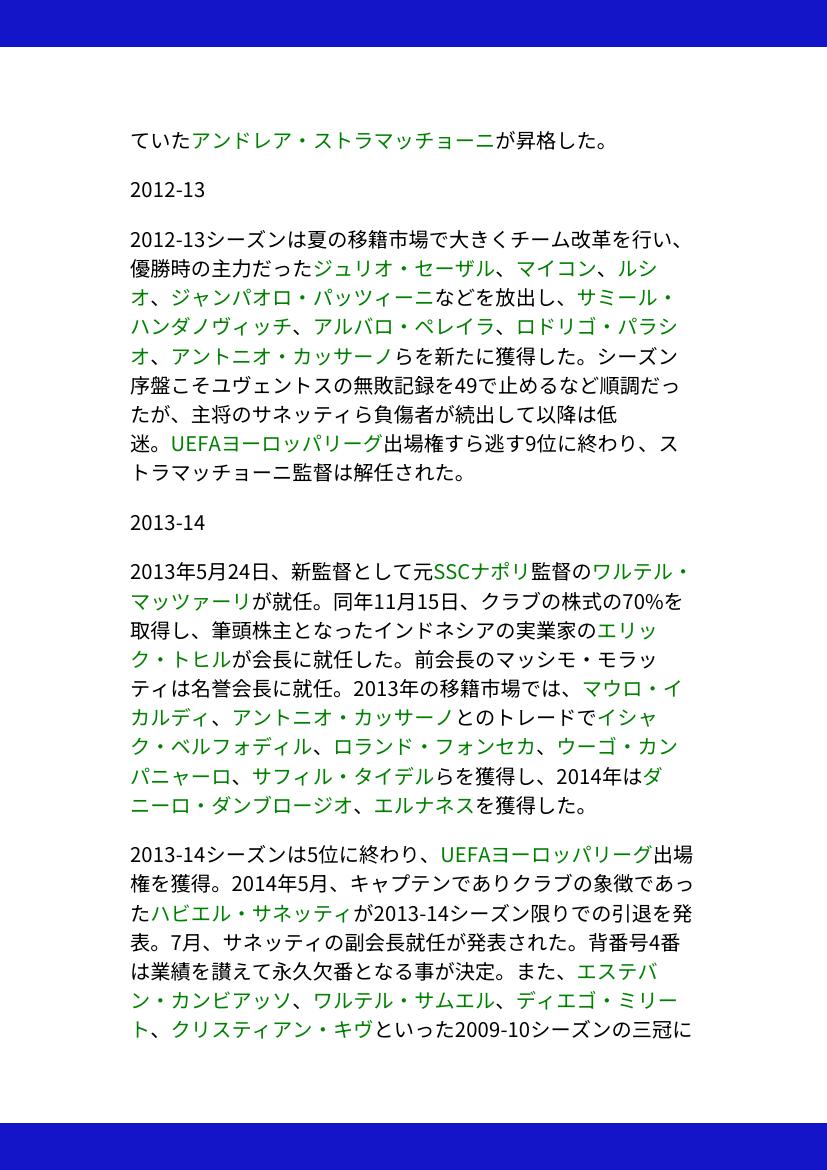 ていたアンドレア・ストラマッチョーニが昇格した。
2012-13
2012-13シーズンは夏の移籍市場で大きくチーム改革を行い、
優勝時の主力だったジュリオ・セーザル、マイコン、ルシ
オ、ジャンパオロ・パッツィーニなどを放出し、サミール・
ハンダノヴィッチ、アルバロ・ペレイラ、ロドリゴ・パラシ
オ、アントニオ・カッサーノらを新たに獲得した。シーズン
序盤こそユヴェントスの無敗記録を49で止めるなど順調だっ
たが、主将のサネッティら負傷者が続出して以降は低
迷。UEFAヨーロッパリーグ出場権すら逃す9位に終わり、ス
トラマッチョーニ監督は解任された。
2013-14
2013年5月24日、新監督として元SSCナポリ監督のワルテル・
マッツァーリが就任。同年11月15日、クラブの株式の70%を
取得し、筆頭株主となったインドネシアの実業家のエリッ
ク・トヒルが会長に就任した。前会長のマッシモ・モラッ
ティは名誉会長に就任。2013年の移籍市場では、マウロ・イ
カルディ、アントニオ・カッサーノとのトレードでイシャ
ク・ベルフォディル、ロランド・フォンセカ、ウーゴ・カン
パニャーロ、サフィル・タイデルらを獲得し、2014年はダ
ニーロ・ダンブロージオ、エルナネスを獲得した。
2013-14シーズンは5位に終わり、UEFAヨーロッパリーグ出場
権を獲得。2014年5月、キャプテンでありクラブの象徴であっ
たハビエル・サネッティが2013-14シーズン限りでの引退を発
表。7月、サネッティの副会長就任が発表された。背番号4番
は業績を讃えて永久欠番となる事が決定。また、エステバ
ン・カンビアッソ、ワルテル・サムエル、ディエゴ・ミリー
ト、クリスティアン・キヴといった2009-10シーズンの三冠に